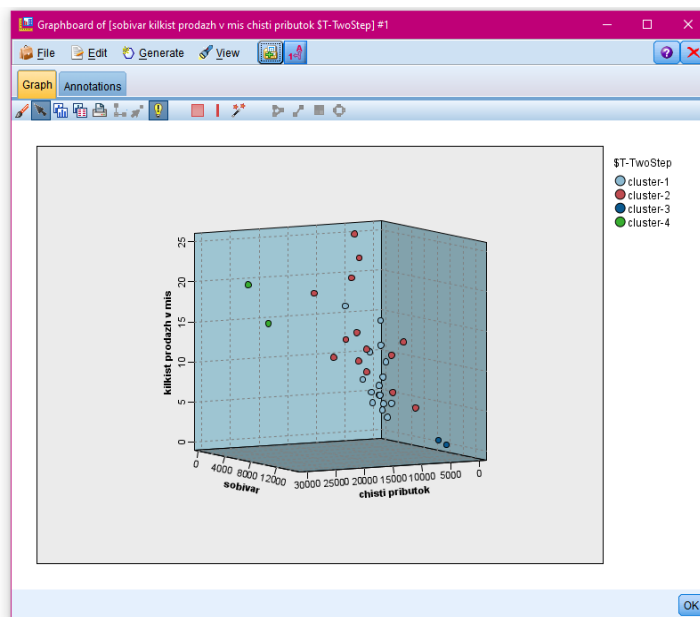 Graphboard of [sobivar kilkist prodazh v mis chisti pributok $T-TwoStep] #1
File Edit Generate View
Graph Annotations
$T-TwoStep
cluster-1
cluster-2
cluster-3
cluster-4
25
20
15
10
5
0
kilkist prodazh v mis
0 4000 8000 12000
sobivar
30000 25000 20000 15000 10000 5000 0
chisti pributok
OK